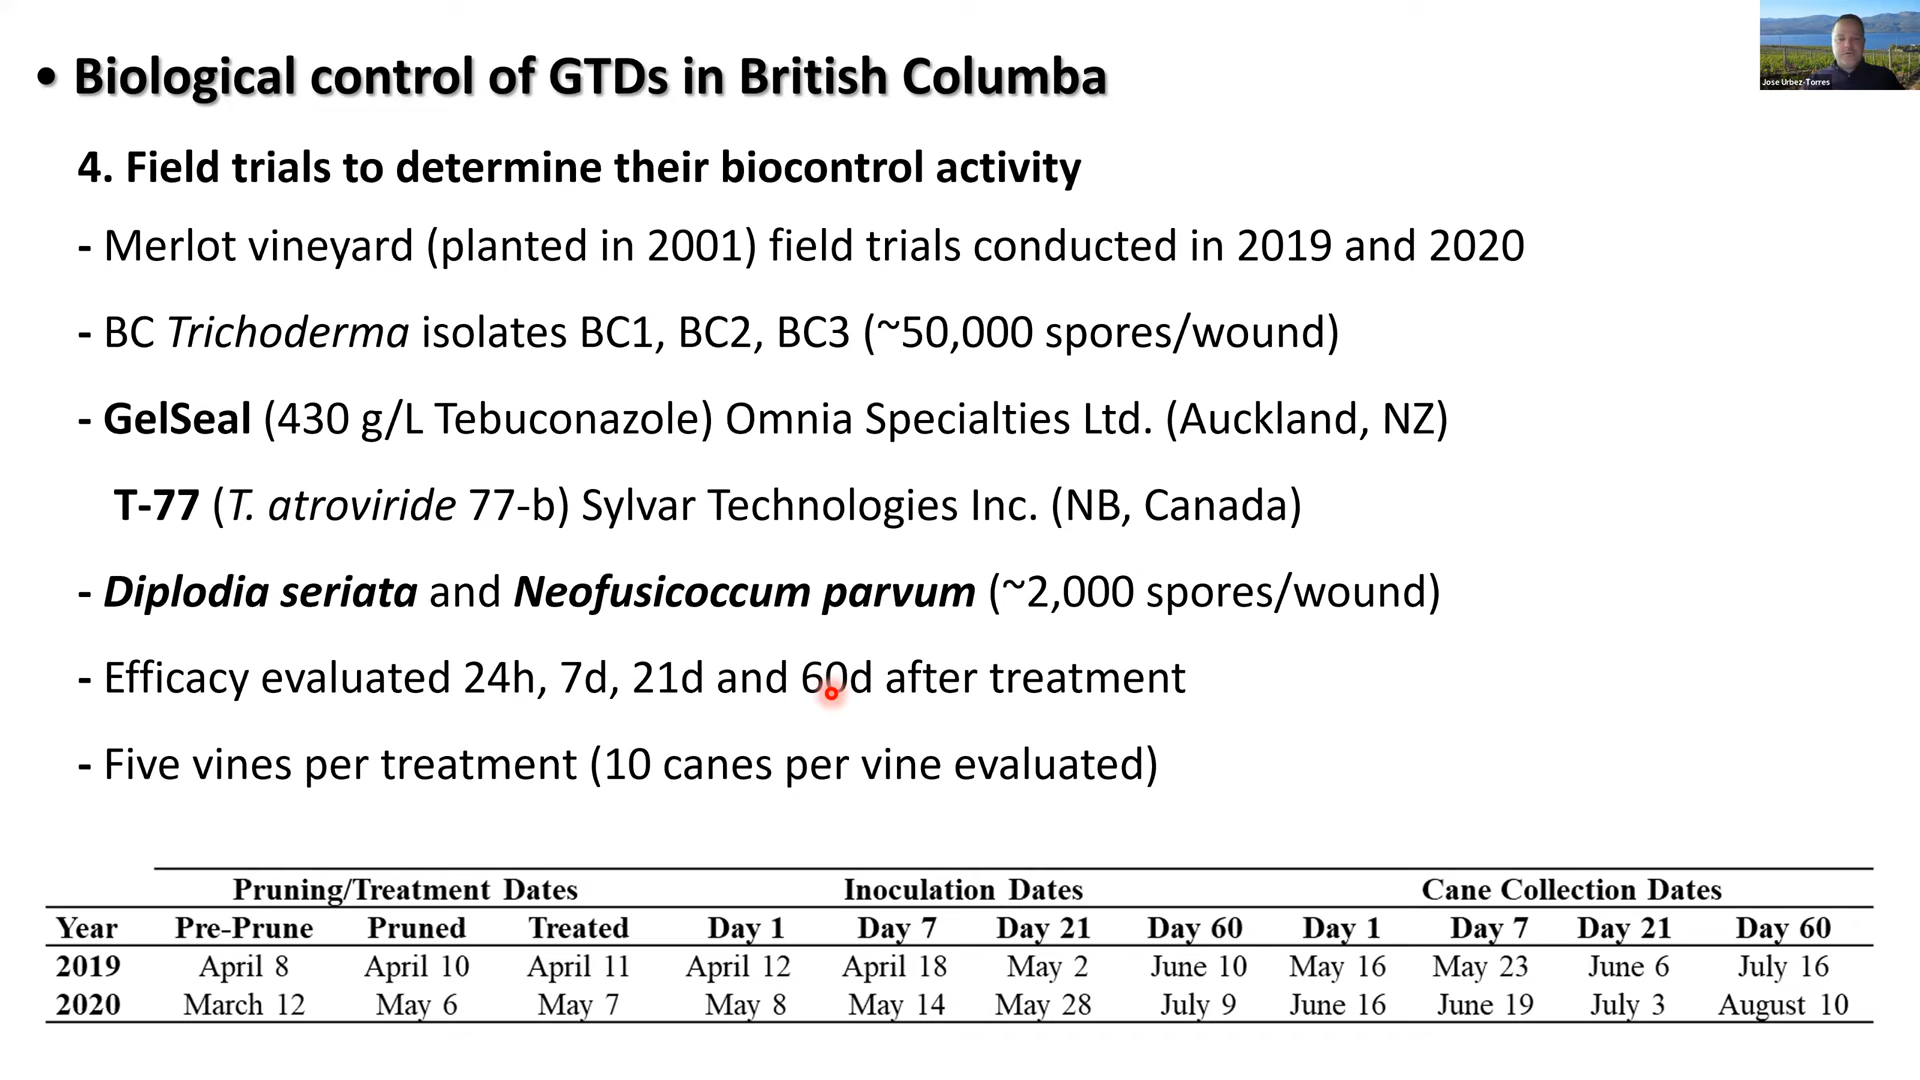 • Biological control of GTDs in British Columba
Jose Urbez-Torres
4. Field trials to determine their biocontrol activity
- Merlot vineyard (planted in 2001) field trials conducted in 2019 and 2020
- BC Trichoderma isolates BC1, BC2, BC3 (~50,000 spores/wound)
- GelSeal (430 g/L Tebuconazole) Omnia Specialties Ltd. (Auckland, NZ)
T-77 (T. atroviride 77-b) Sylvar Technologies Inc. (NB, Canada)
- Diplodia seriata and Neofusicoccum parvum (~2,000 spores/wound)
- Efficacy evaluated 24h, 7d, 21d and 60d after treatment
- Five vines per treatment (10 canes per vine evaluated)
Pruning/Treatment Dates Inoculation Dates Cane Collection Dates
Year Pre-Prune Pruned Treated Day 1 Day 7 Day 21 Day 60 Day 1 Day 7 Day 21 Day 60
2019 April 8 April 10 April 11 April 12 April 18 May 2 June 10 May 16 May 23 June 6 July 16
2020 March 12 May 6 May 7 May 8 May 14 May 28 July 9 June 16 June 19 July 3 August 10